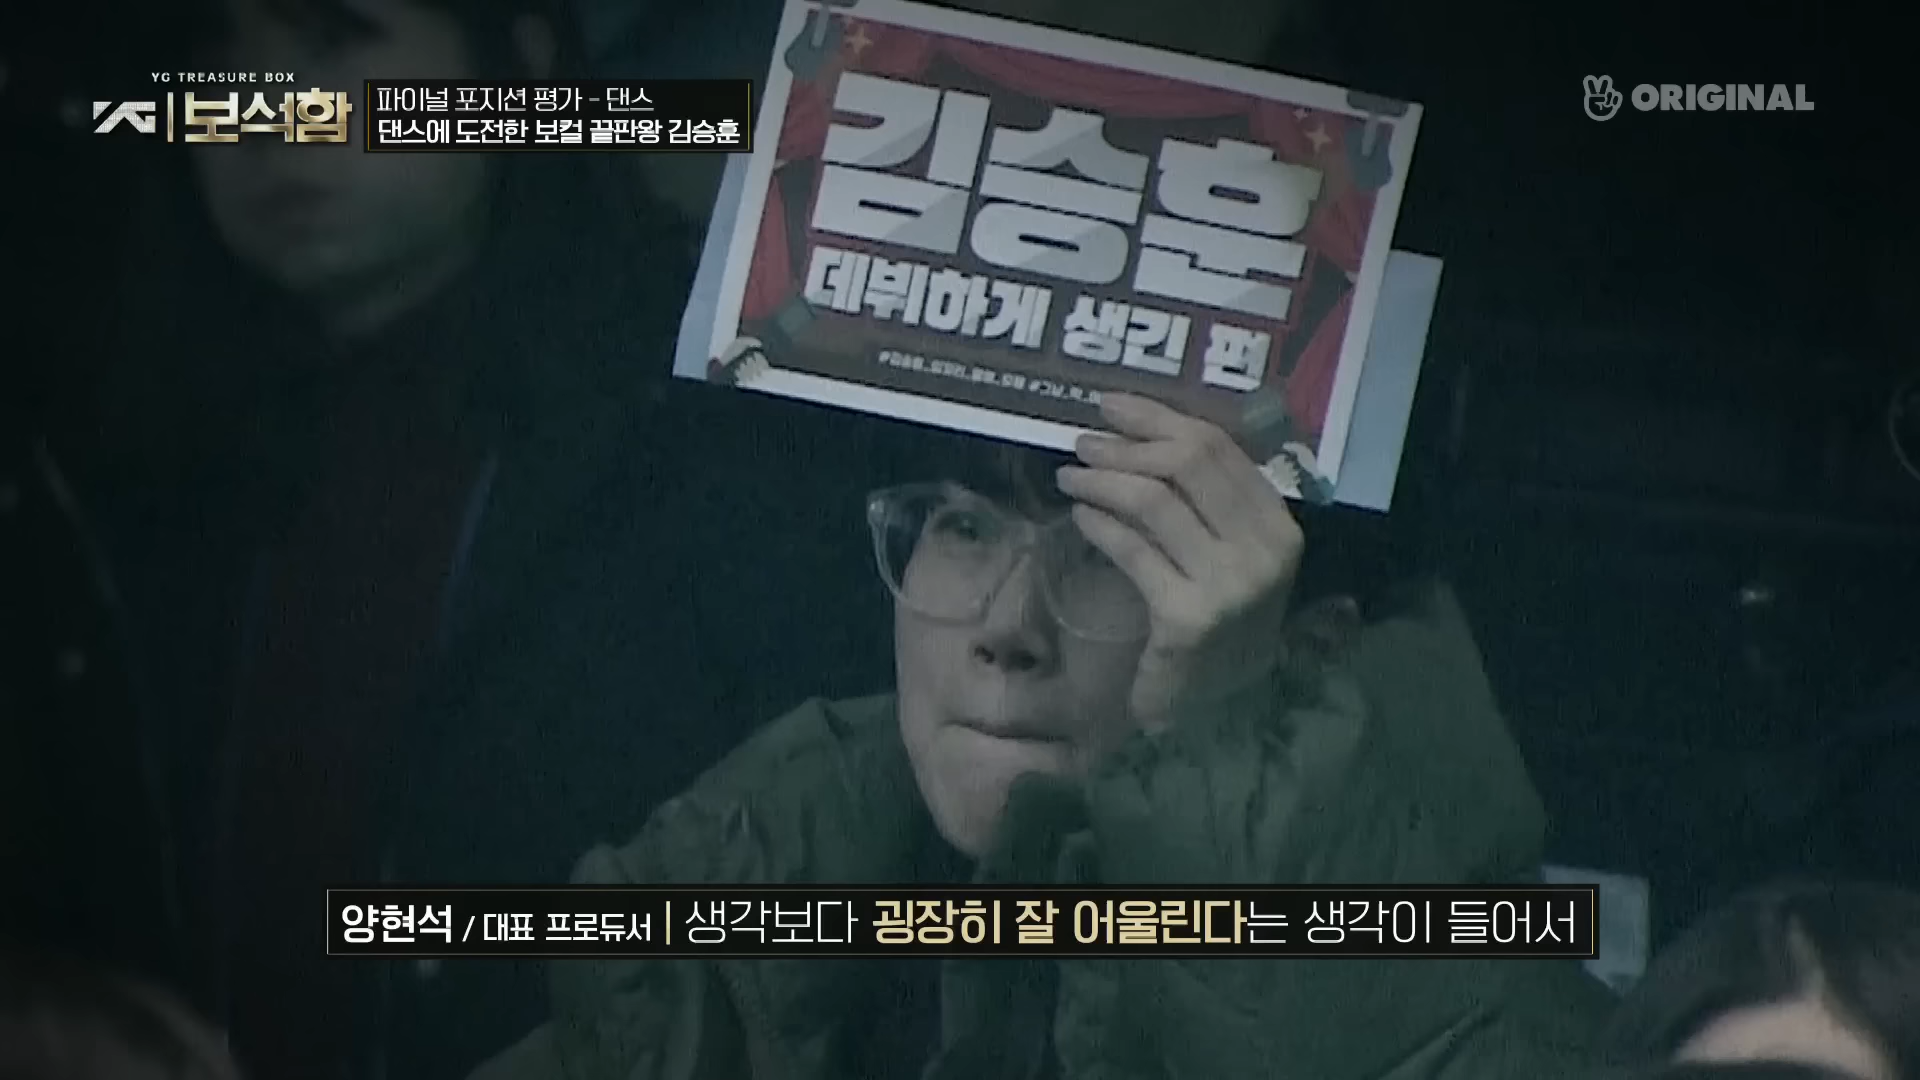 YG TREASURE BOX
YG 보석함
파이널 포지션 평가 - 댄스
댄스에 도전한 보컬 끝판왕 김승훈
ORIGINAL
김승훈
데뷔하게 생긴 편
양현석 / 대표 프로듀서 | 생각보다 굉장히 잘 어울린다는 생각이 들어서